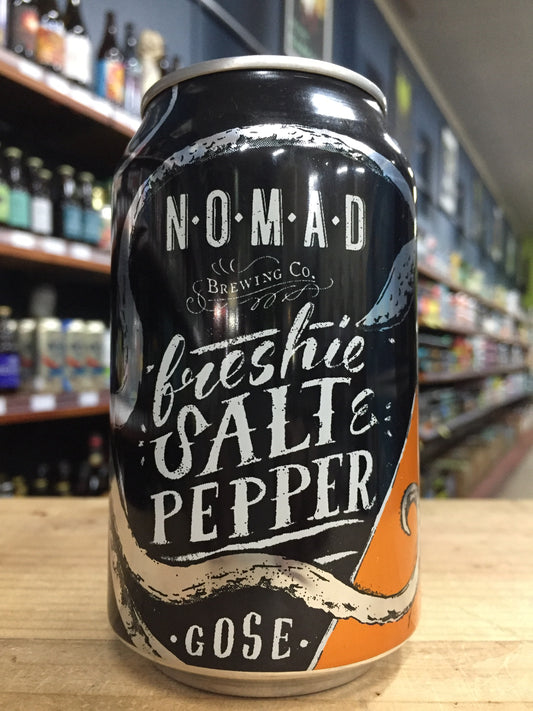 N·O·M·A·D
BREWING CO.
freshie
SALT &
PEPPER
·GOSE·